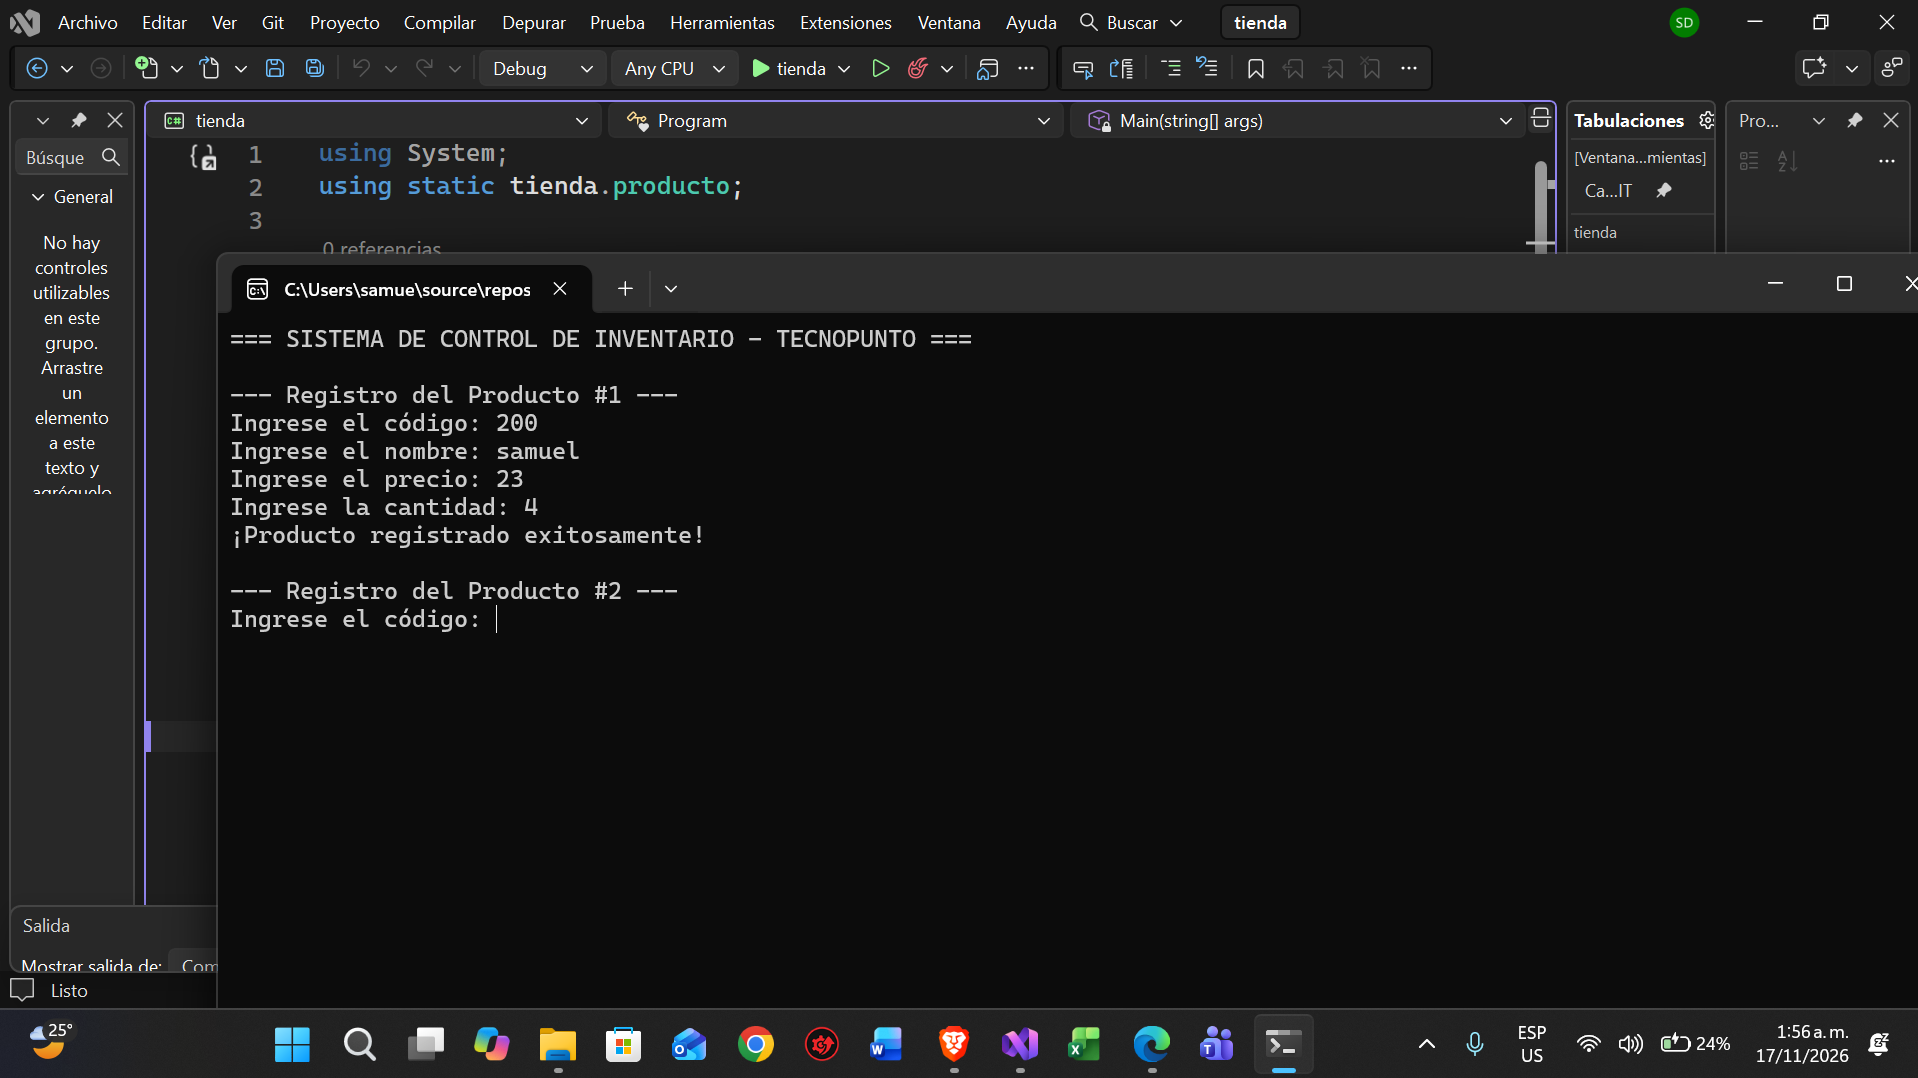 Archivo Editar Ver Git Proyecto Compilar Depurar Prueba Herramientas Extensiones Ventana Ayuda Buscar tienda SD
Debug Any CPU tienda
tienda Program Main(string[] args)
Búsque
General
No hay
controles
utilizables
en este
grupo.
Arrastre
un
elemento
a este
texto y
agréguelo
1 using System;
2 using static tienda.producto;
3
0 referencias
Tabulaciones
[Ventana...mientas]
Ca...IT
tienda
Pro...
C:\Users\samue\source\repos
=== SISTEMA DE CONTROL DE INVENTARIO - TECNOPUNTO ===
--- Registro del Producto #1 ---
Ingrese el código: 200
Ingrese el nombre: samuel
Ingrese el precio: 23
Ingrese la cantidad: 4
¡Producto registrado exitosamente!
--- Registro del Producto #2 ---
Ingrese el código:
Salida
Mostrar salida de: Com
Listo
25°
ESP
US
24%
1:56 a. m.
17/11/2026